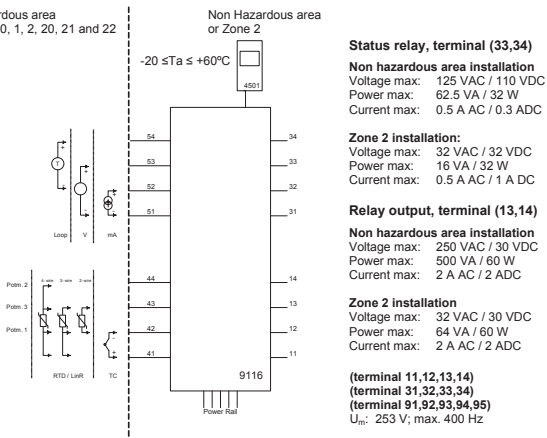 rdous area
0, 1, 2, 20, 21 and 22
Non Hazardous area
or Zone 2
-20 ≤Ta ≤ +60ºC
4501
54
53
52
51
44
43
42
41
34
33
32
31
14
13
12
11
T
+
-
+
-
+
-
Loop
V
mA
Potm. 2
Potm. 3
Potm. 1
4-wire
3-wire
2-wire
-
+
RTD / LinR
TC
9116
Power Rail
Status relay, terminal (33,34)
Non hazardous area installation
Voltage max: 125 VAC / 110 VDC
Power max: 62.5 VA / 32 W
Current max: 0.5 A AC / 0.3 ADC
Zone 2 installation:
Voltage max: 32 VAC / 32 VDC
Power max: 16 VA / 32 W
Current max: 0.5 A AC / 1 A DC
Relay output, terminal (13,14)
Non hazardous area installation
Voltage max: 250 VAC / 30 VDC
Power max: 500 VA / 60 W
Current max: 2 A AC / 2 ADC
Zone 2 installation
Voltage max: 32 VAC / 30 VDC
Power max: 64 VA / 60 W
Current max: 2 A AC / 2 ADC
(terminal 11,12,13,14)
(terminal 31,32,33,34)
(terminal 91,92,93,94,95)
Um: 253 V; max. 400 Hz